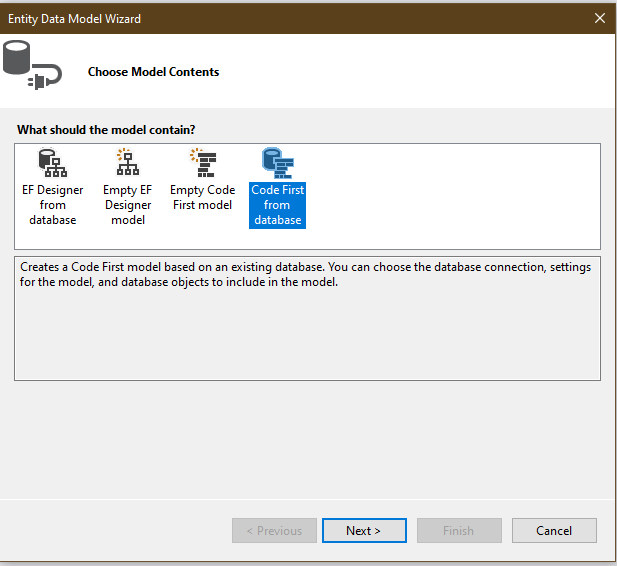 Entity Data Model Wizard
Choose Model Contents
What should the model contain?
EF Designer
from
database
Empty EF
Designer
model
Empty Code
First model
Code First
from
database
Creates a Code First model based on an existing database. You can choose the database connection, settings
for the model, and database objects to include in the model.
< Previous
Next >
Finish
Cancel